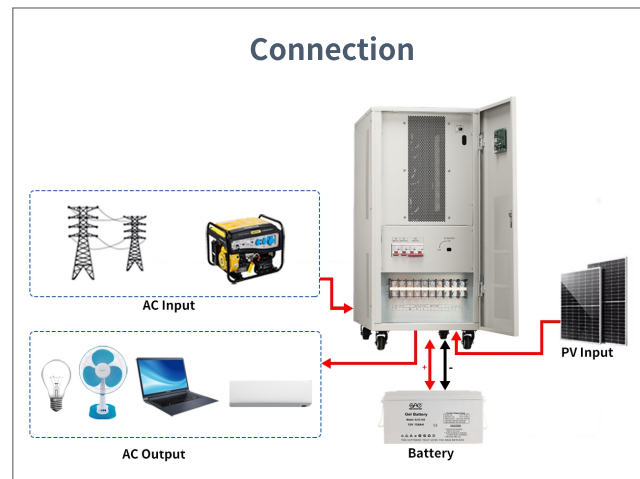 Connection
AC Input
PV Input
+
-
Gel Battery
AC Output
Battery